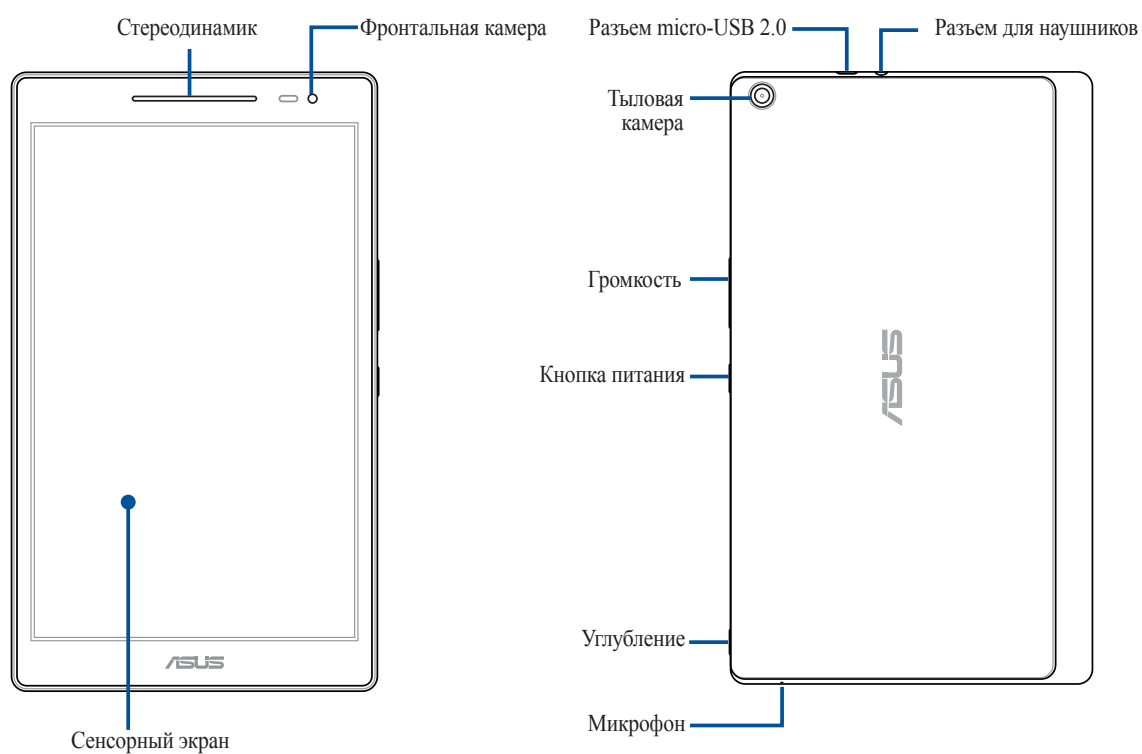 Стереодинамик
Фронтальная камера
Разъем micro-USB 2.0
Разъем для наушников
Тыловая
камера
Громкость
ASUS
Кнопка питания
Углубление
ASUS
Микрофон
Сенсорный экран